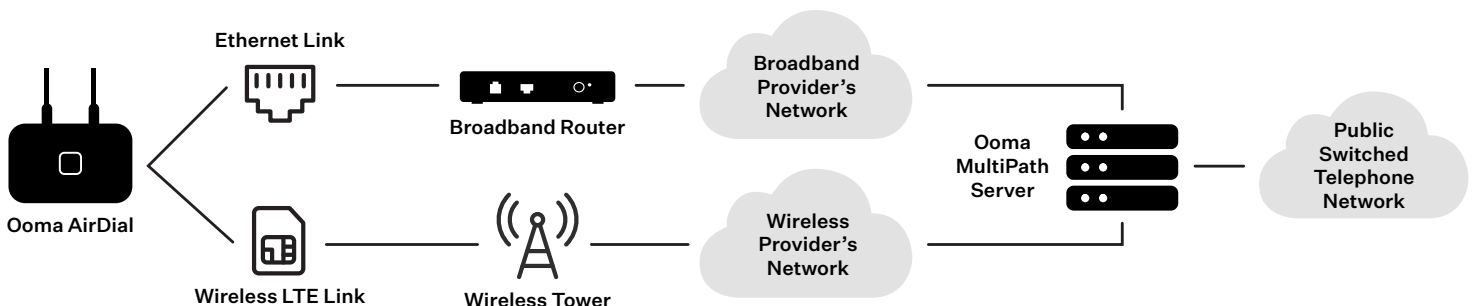 Ethernet Link
Broadband
Provider's
Network
Broadband Router
Ooma
MultiPath
Server
Public
Switched
Telephone
Network
Ooma AirDial
Wireless
Provider's
Network
Wireless LTE Link
Wireless Tower